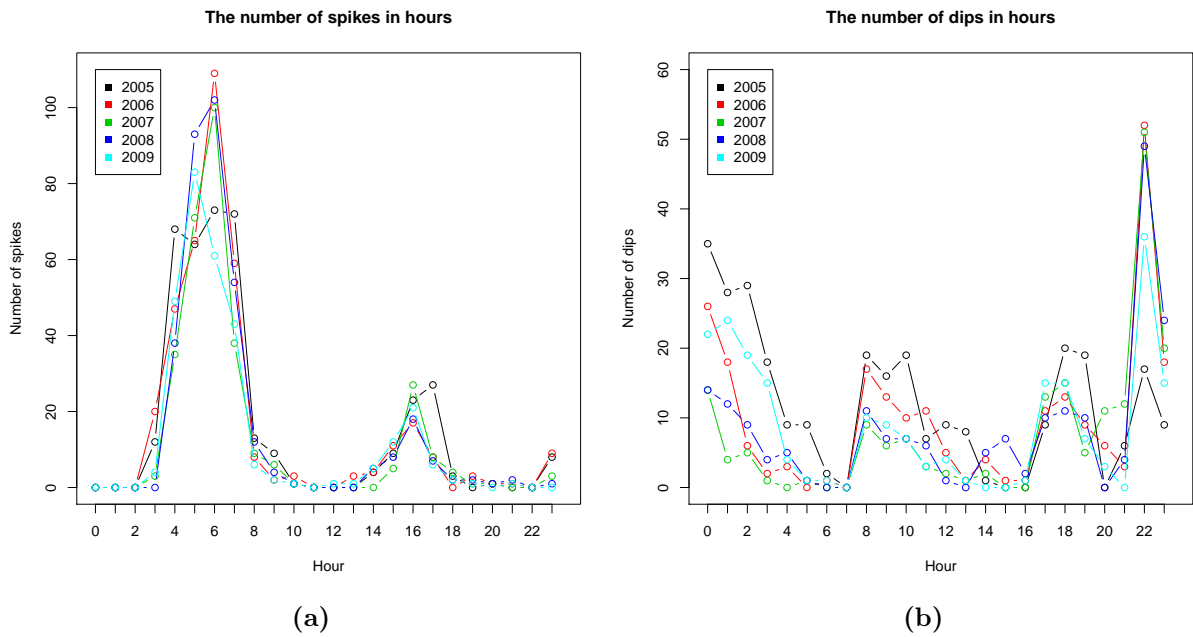 The number of spikes in hours
2005
2006
2007
2008
2009
Number of spikes
0 20 40 60 80 100
0 2 4 6 8 10 12 14 16 18 20 22
Hour
(a)
The number of dips in hours
2005
2006
2007
2008
2009
Number of dips
0 10 20 30 40 50 60
0 2 4 6 8 10 12 14 16 18 20 22
Hour
(b)